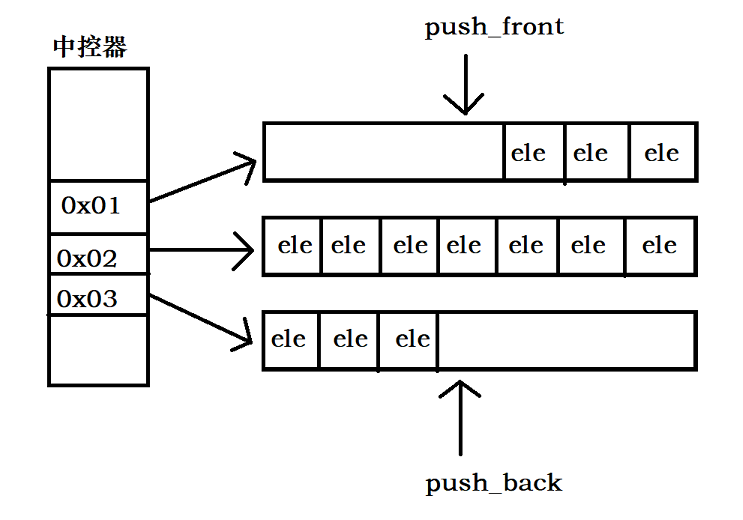 push_front
中控器
ele ele ele
0x01
ele ele ele ele ele ele ele
0x02
0x03
ele ele ele
push_back